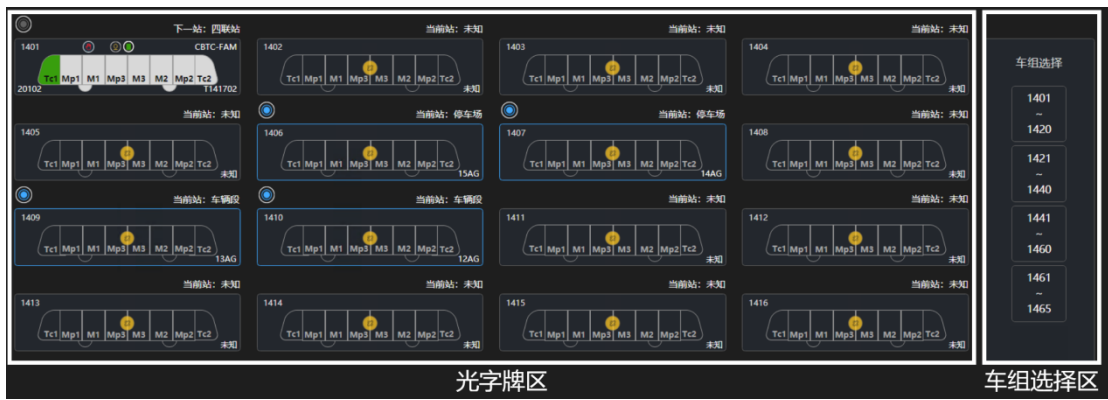 下一站：四联站
1401
CBTC-FAM
Tc1 Mp1 M1 Mp3 M3 M2 Mp2 Tc2
20102
T141702
当前站：未知
1402
Tc1 Mp1 M1 Mp3 M3 M2 Mp2 Tc2
未知
当前站：未知
1403
Tc1 Mp1 M1 Mp3 M3 M2 Mp2 Tc2
未知
当前站：未知
1404
Tc1 Mp1 M1 Mp3 M3 M2 Mp2 Tc2
未知
当前站：未知
1405
Tc1 Mp1 M1 Mp3 M3 M2 Mp2 Tc2
未知
当前站：停车场
1406
Tc1 Mp1 M1 Mp3 M3 M2 Mp2 Tc2
15AG
当前站：停车场
1407
Tc1 Mp1 M1 Mp3 M3 M2 Mp2 Tc2
14AG
当前站：未知
1408
Tc1 Mp1 M1 Mp3 M3 M2 Mp2 Tc2
未知
当前站：车辆段
1409
Tc1 Mp1 M1 Mp3 M3 M2 Mp2 Tc2
13AG
当前站：车辆段
1410
Tc1 Mp1 M1 Mp3 M3 M2 Mp2 Tc2
12AG
当前站：未知
1411
Tc1 Mp1 M1 Mp3 M3 M2 Mp2 Tc2
未知
当前站：未知
1412
Tc1 Mp1 M1 Mp3 M3 M2 Mp2 Tc2
未知
当前站：未知
1413
Tc1 Mp1 M1 Mp3 M3 M2 Mp2 Tc2
未知
当前站：未知
1414
Tc1 Mp1 M1 Mp3 M3 M2 Mp2 Tc2
未知
当前站：未知
1415
Tc1 Mp1 M1 Mp3 M3 M2 Mp2 Tc2
未知
当前站：未知
1416
Tc1 Mp1 M1 Mp3 M3 M2 Mp2 Tc2
未知
车组选择
1401
~
1420
1421
~
1440
1441
~
1460
1461
~
1465
光字牌区
车组选择区